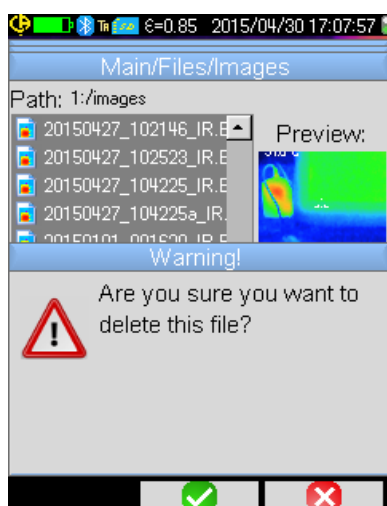 TR ε=0.85 2015/04/30 17:07:57
Main/Files/Images
Path: 1:/images
20150427_102146_IR.E
Preview:
20150427_102523_IR.E
20150427_104225_IR.E
20150427_104225a_IR.
Warning!
Are you sure you want to
delete this file?